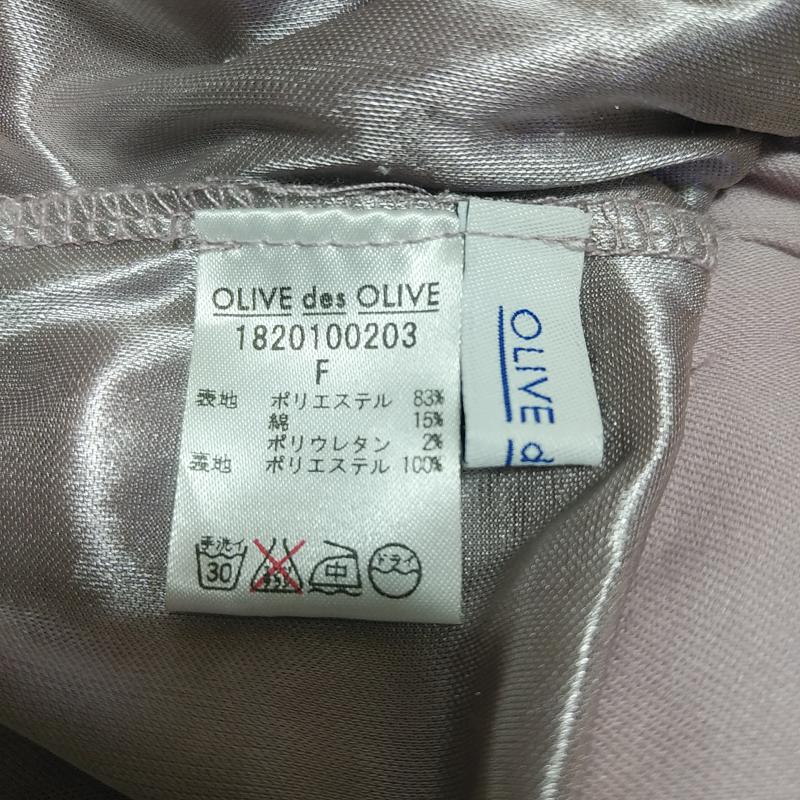 OLIVE des OLIVE
1820100203
F
表地 ポリエステル 83%
綿 15%
ポリウレタン 2%
裏地 ポリエステル 100%
手洗イ
30
中
ドライ
OLIVE d